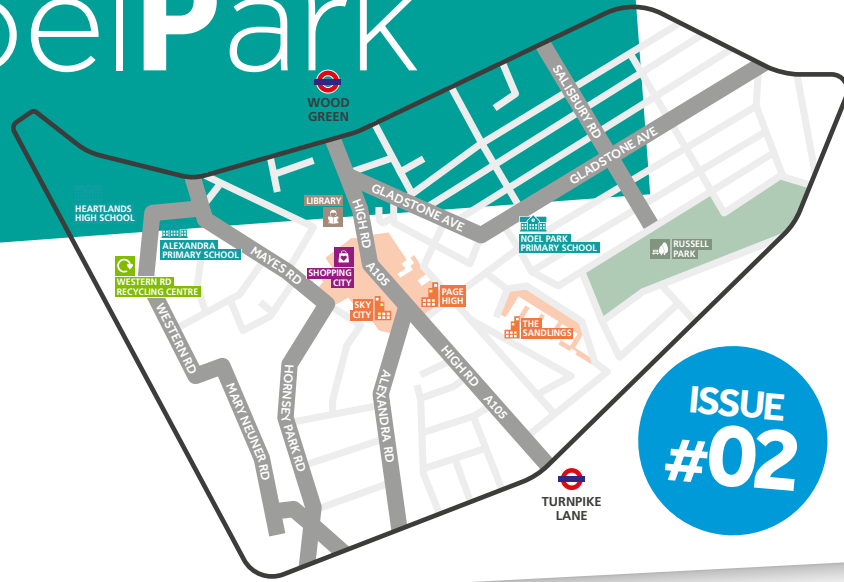 oelPark
WOOD
GREEN
SALISBURY RD
GLADSTONE AVE
HEARTLANDS
HIGH SCHOOL
LIBRARY
GLADSTONE AVE
HIGH RD
A105
ALEXANDRA
PRIMARY SCHOOL
MAYES RD
NOEL PARK
PRIMARY SCHOOL
RUSSELL
PARK
SHOPPING
CITY
WESTERN RD
RECYCLING CENTRE
PAGE
HIGH
SKY
CITY
THE
SANDLINGS
WESTERN RD
MARY NEUNER RD
HORNSEY PARK RD
ALEXANDRA RD
HIGH RD
A105
ISSUE
#02
TURNPIKE
LANE